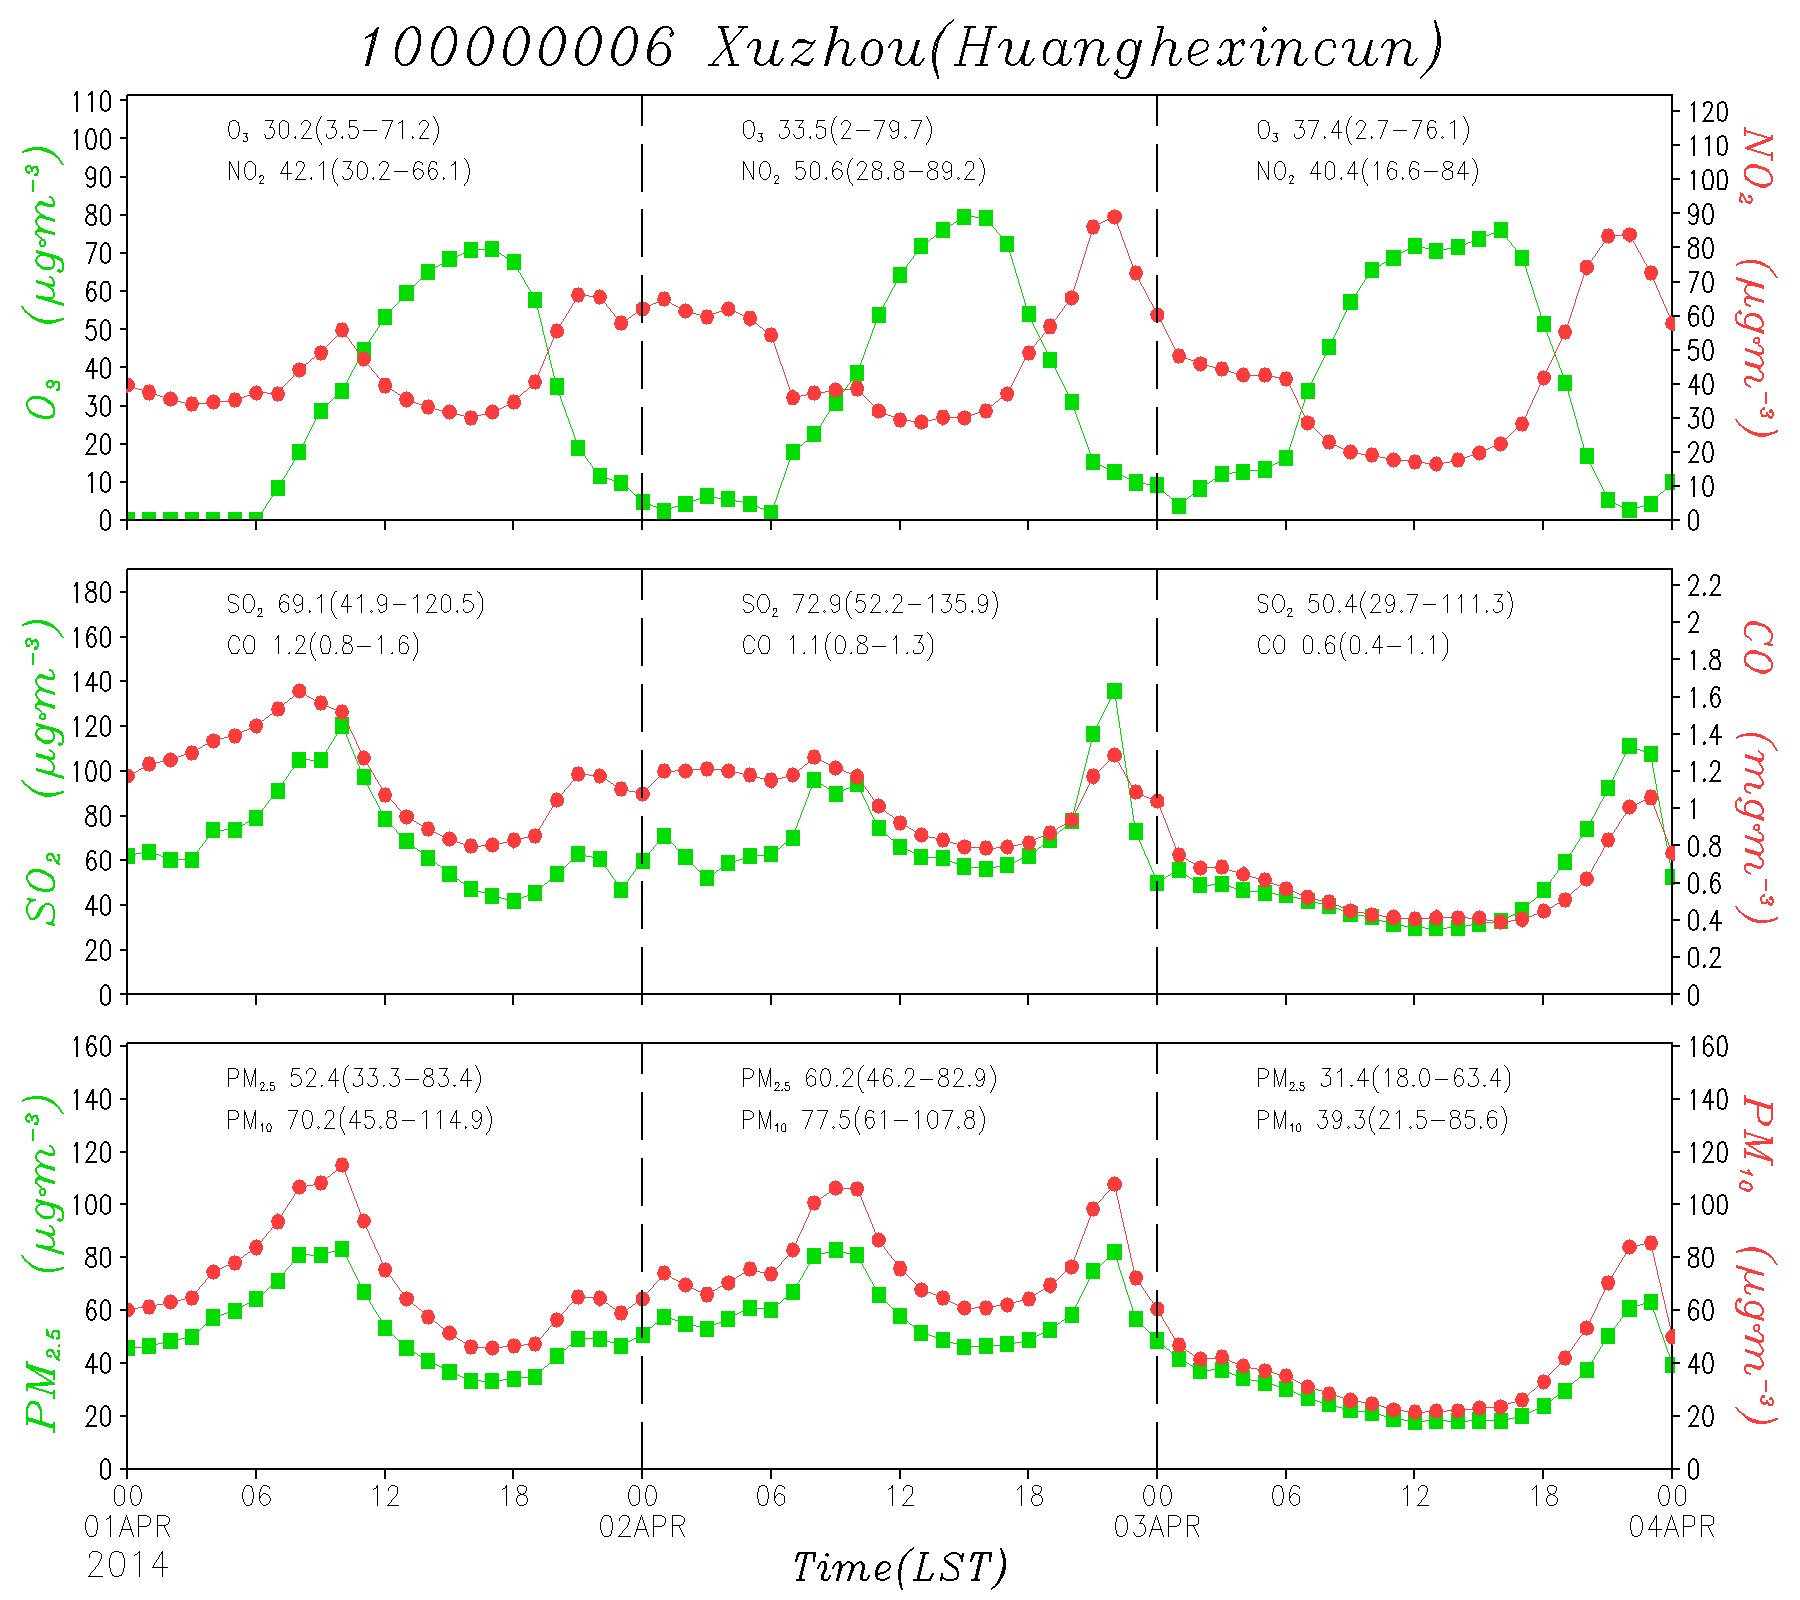 100000006 Xuzhou(Huanghexincun)
O₃ (μg·m⁻³)
110
100
90
80
70
60
50
40
30
20
10
0
O₃ 30.2(3.5−71.2)
NO₂ 42.1(30.2−66.1)
O₃ 33.5(2−79.7)
NO₂ 50.6(28.8−89.2)
O₃ 37.4(2.7−76.1)
NO₂ 40.4(16.6−84)
120
110
100
90
80
70
60
50
40
30
20
10
0
NO₂ (μg·m⁻³)
SO₂ (μg·m⁻³)
180
160
140
120
100
80
60
40
20
0
SO₂ 69.1(41.9−120.5)
CO 1.2(0.8−1.6)
SO₂ 72.9(52.2−135.9)
CO 1.1(0.8−1.3)
SO₂ 50.4(29.7−111.3)
CO 0.6(0.4−1.1)
2.2
2
1.8
1.6
1.4
1.2
1
0.8
0.6
0.4
0.2
0
CO (mg·m⁻³)
PM₂.₅ (μg·m⁻³)
160
140
120
100
80
60
40
20
0
PM₂.₅ 52.4(33.3−83.4)
PM₁₀ 70.2(45.8−114.9)
PM₂.₅ 60.2(46.2−82.9)
PM₁₀ 77.5(61−107.8)
PM₂.₅ 31.4(18.0−63.4)
PM₁₀ 39.3(21.5−85.6)
160
140
120
100
80
60
40
20
0
PM₁₀ (μg·m⁻³)
00 06 12 18 00 06 12 18 00 06 12 18 00
01APR 02APR 03APR 04APR
2014
Time(LST)